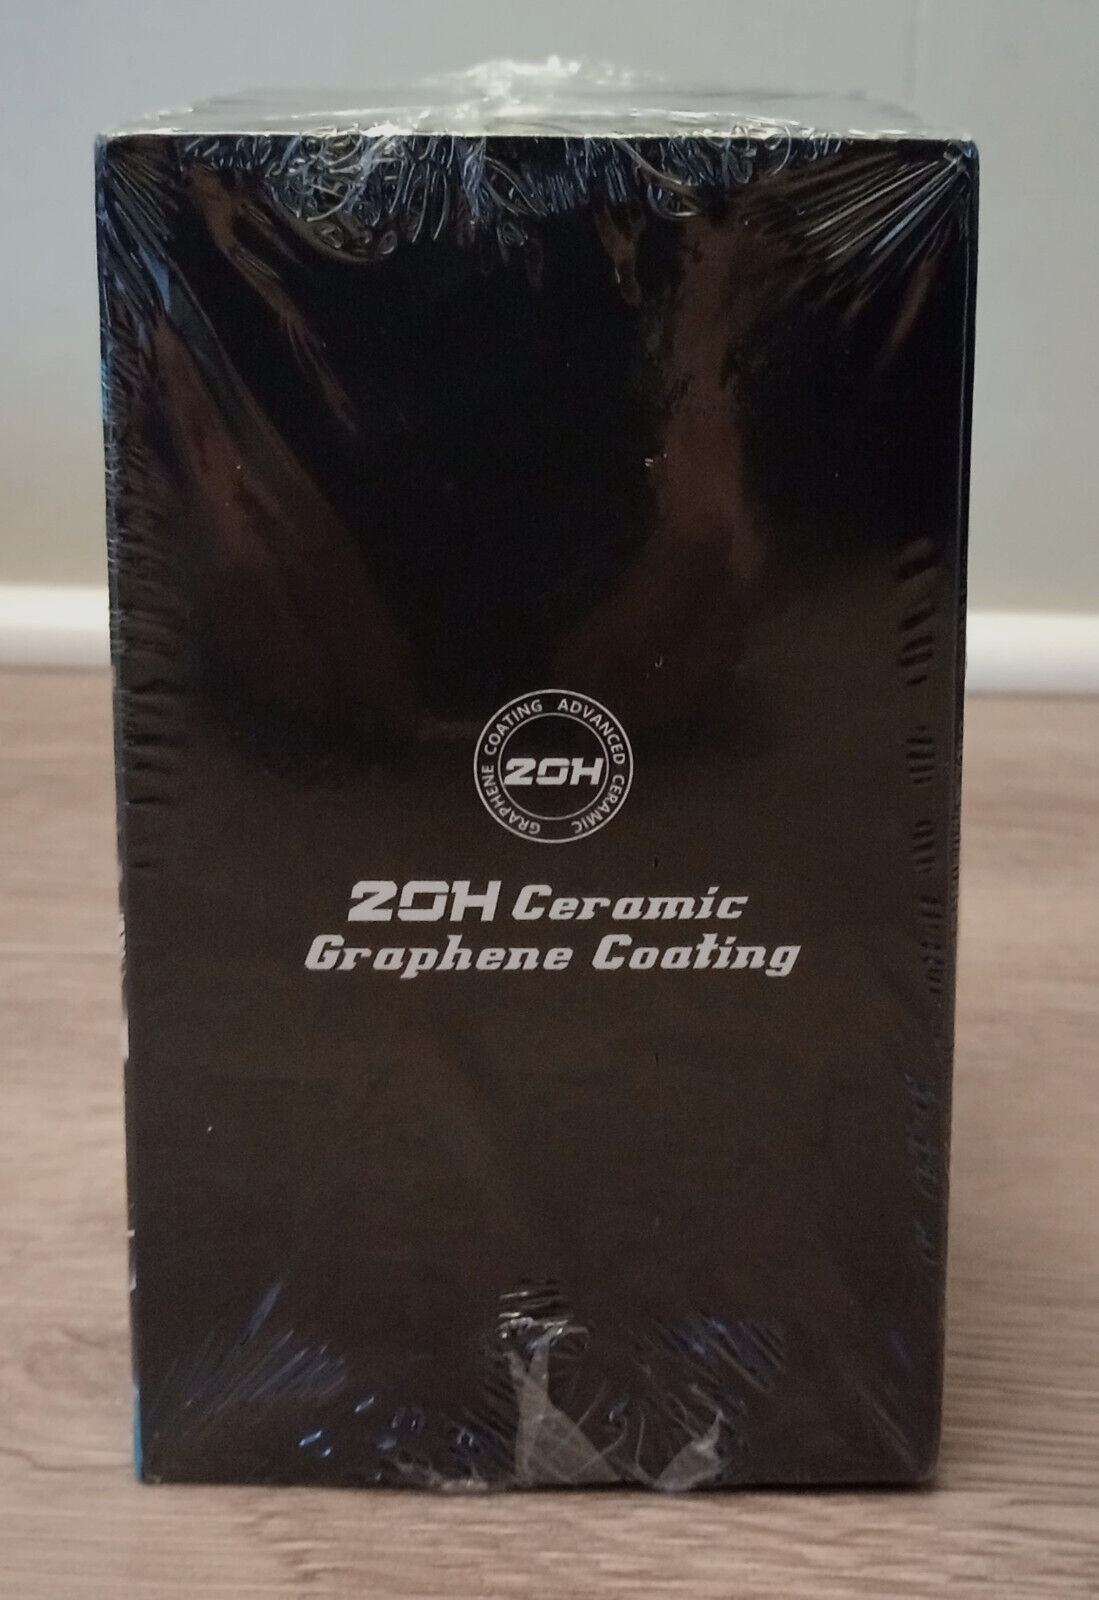 GRAPHENE COATING ADVANCED CERAMIC
20H
20H Ceramic
Graphene Coating